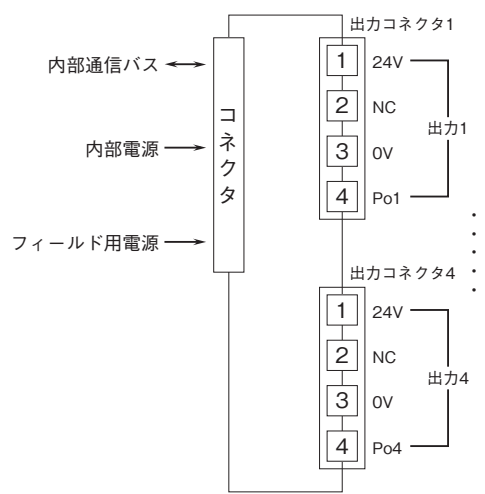 出力コネクタ1
内部通信バス
内部電源
フィールド用電源
コネクタ
1 24V
2 NC
3 0V
4 Po1
出力1
出力コネクタ4
1 24V
2 NC
3 0V
4 Po4
出力4